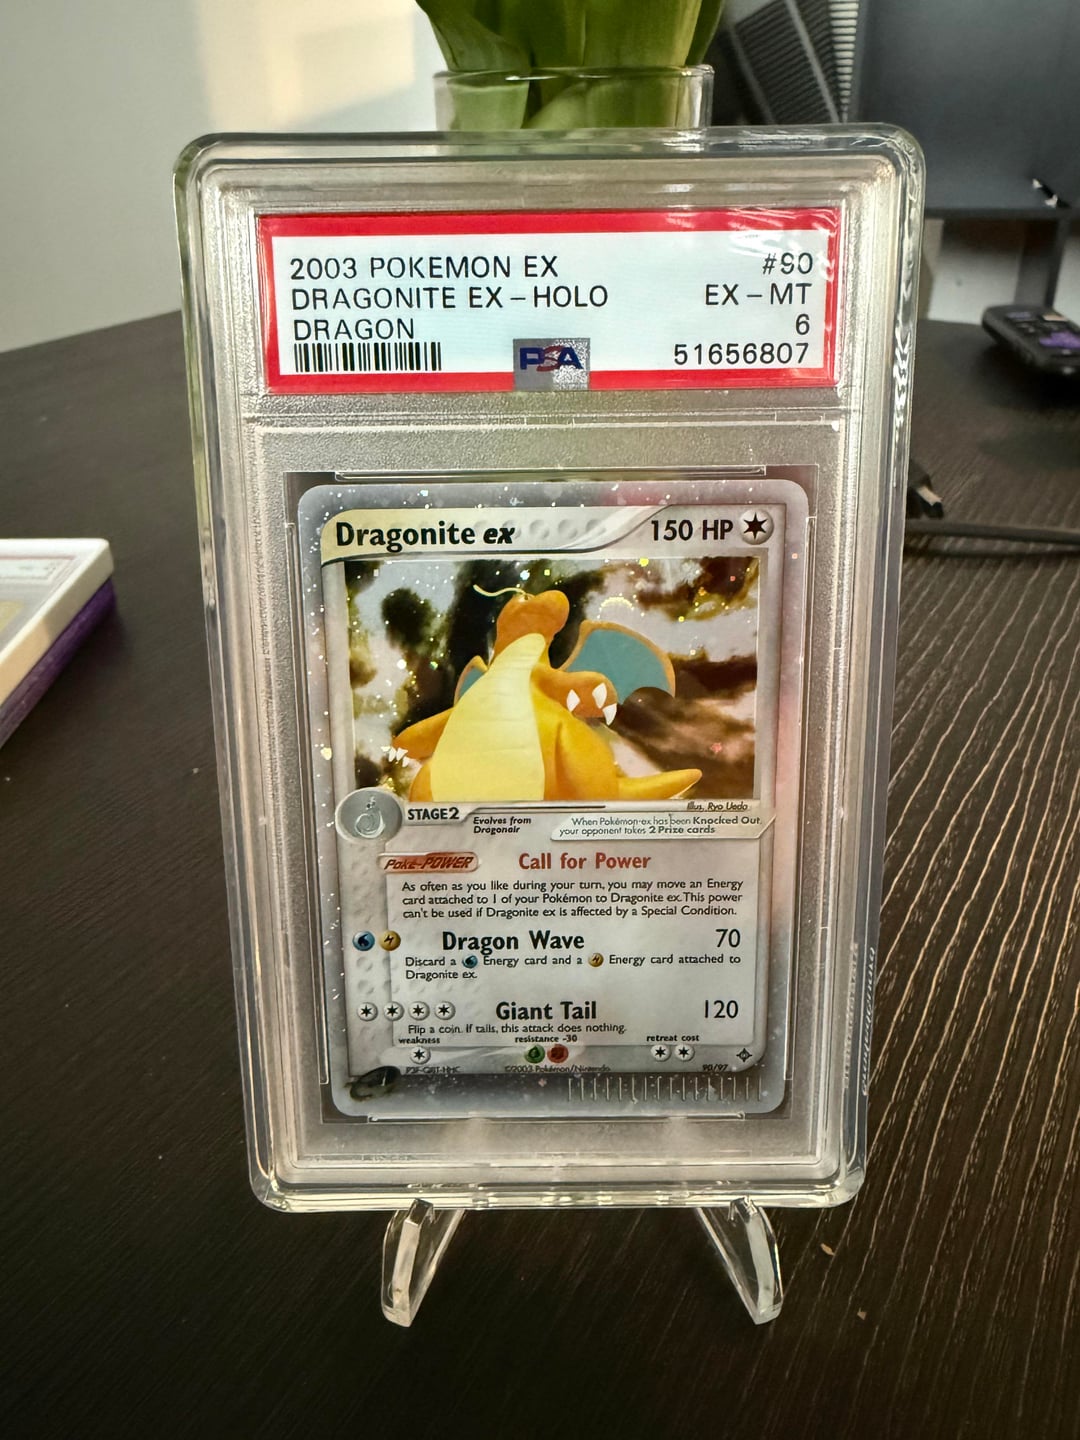 2003 POKEMON EX #90
DRAGONITE EX - HOLO EX - MT
DRAGON 6
PSA 51656807
Dragonite ex 150 HP
Illus. Ryo Ueda
STAGE2 Evolves from Dragonair
When Pokémon-ex has been Knocked Out,
your opponent takes 2 Prize cards
Poké-POWER Call for Power
As often as you like during your turn, you may move an Energy
card attached to 1 of your Pokémon to Dragonite ex. This power
can't be used if Dragonite ex is affected by a Special Condition.
Dragon Wave 70
Discard a Energy card and a Energy card attached to
Dragonite ex.
Giant Tail 120
Flip a coin. If tails, this attack does nothing.
weakness resistance -30 retreat cost
©2003 Pokémon/Nintendo 90/97